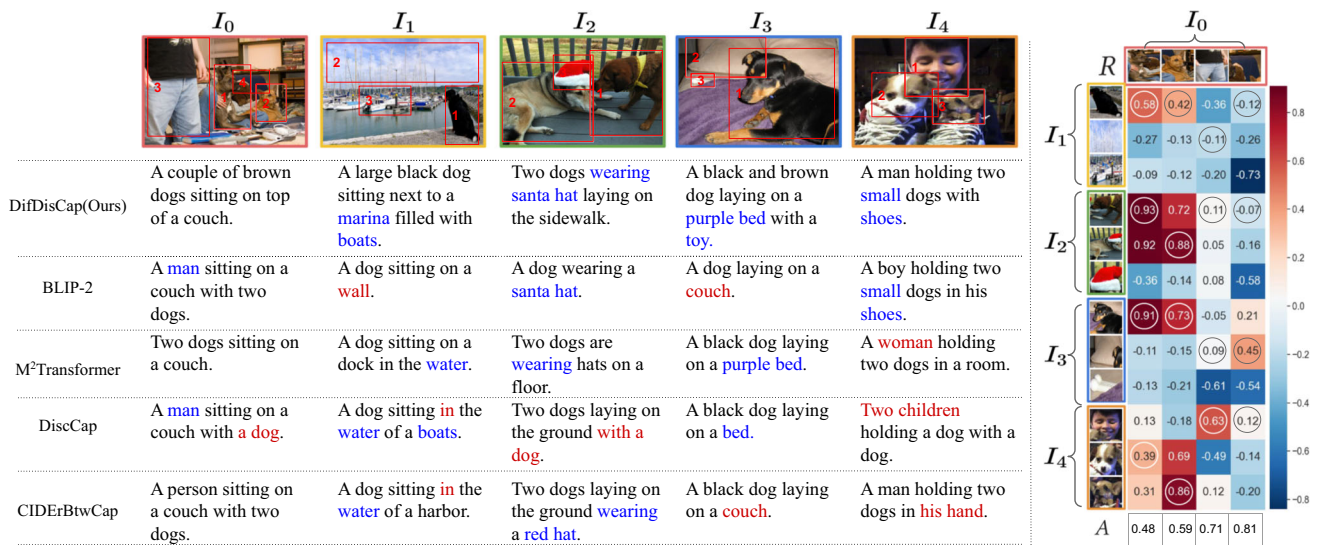 I₀ I₁ I₂ I₃ I₄
DifDisCap(Ours)
A couple of brown
dogs sitting on top
of a couch.
A large black dog
sitting next to a
marina filled with
boats.
Two dogs wearing
santa hat laying on
the sidewalk.
A black and brown
dog laying on a
purple bed with a
toy.
A man holding two
small dogs with
shoes.
BLIP-2
A man sitting on a
couch with two
dogs.
A dog sitting on a
wall.
A dog wearing a
santa hat.
A dog laying on a
couch.
A boy holding two
small dogs in his
shoes.
M²Transformer
Two dogs sitting on
a couch.
A dog sitting on a
dock in the water.
Two dogs are
wearing hats on a
floor.
A black dog laying
on a purple bed.
A woman holding
two dogs in a room.
DiscCap
A man sitting on a
couch with a dog.
A dog sitting in the
water of a boats.
Two dogs laying on
the ground with a
dog.
A black dog laying
on a bed.
Two children
holding a dog with a
dog.
CIDErBtwCap
A person sitting on
a couch with two
dogs.
A dog sitting in the
water of a harbor.
Two dogs laying on
the ground wearing
a red hat.
A black dog laying
on a couch.
A man holding two
dogs in his hand.
I₀
R
I₁
0.58 0.42 -0.36 -0.12
-0.27 -0.13 -0.11 -0.26
-0.09 -0.12 -0.20 -0.73
I₂
0.93 0.72 0.11 -0.07
0.92 0.88 0.05 -0.16
-0.36 -0.14 0.08 -0.58
I₃
0.91 0.73 -0.05 0.21
-0.11 -0.15 0.09 0.45
-0.13 -0.21 -0.61 -0.54
I₄
0.13 -0.18 0.63 0.12
0.39 0.69 -0.49 -0.14
0.31 0.86 0.12 -0.20
A 0.48 0.59 0.71 0.81
0.8
0.6
0.4
0.2
0.0
-0.2
-0.4
-0.6
-0.8